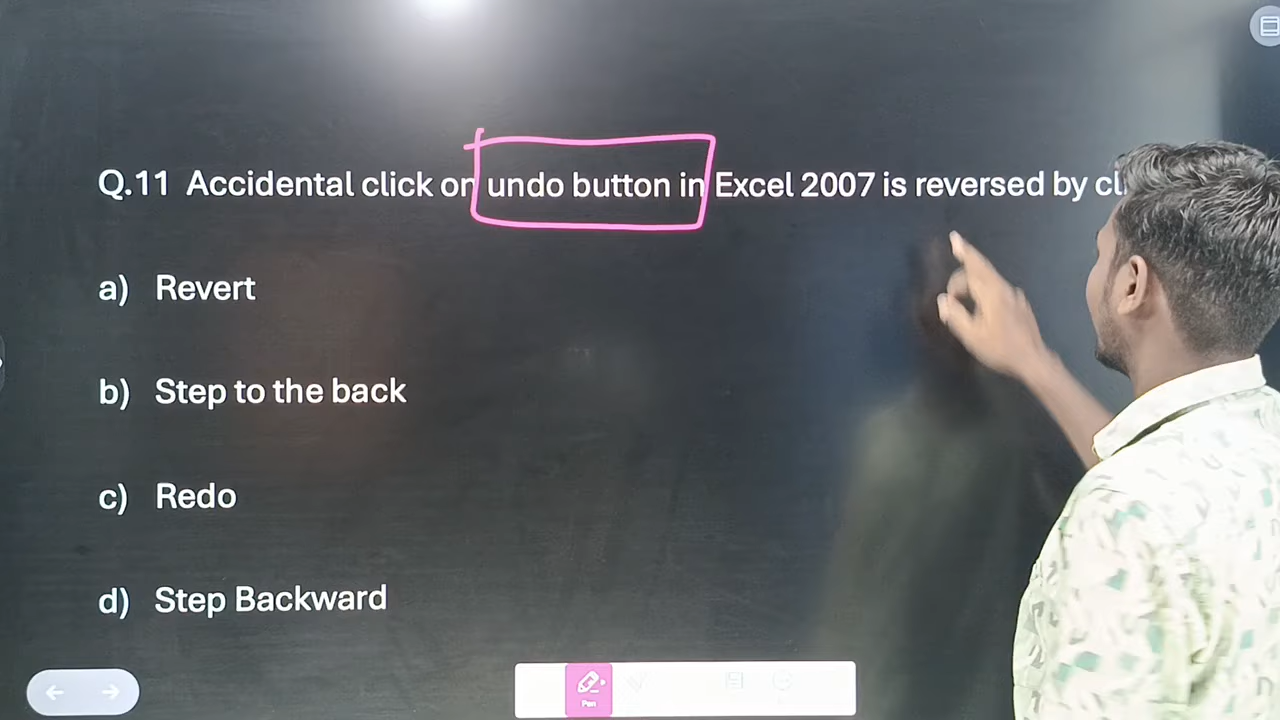 Q.11 Accidental click on undo button in Excel 2007 is reversed by
a) Revert
b) Step to the back
c) Redo
d) Step Backward
Pen